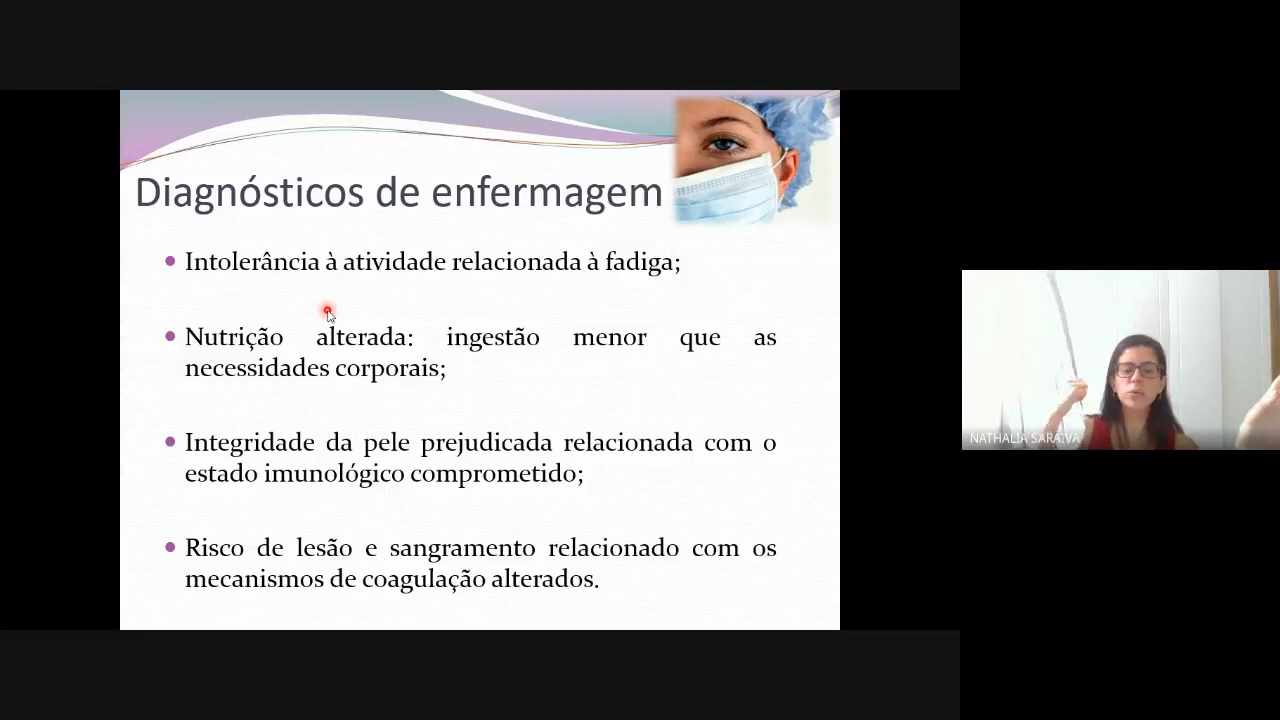 Diagnósticos de enfermagem
Intolerância à atividade relacionada à fadiga;
Nutrição alterada: ingestão menor que as
necessidades corporais;
Integridade da pele prejudicada relacionada com o
estado imunológico comprometido;
Risco de lesão e sangramento relacionado com os
mecanismos de coagulação alterados.
NATHALIA SARAIVA